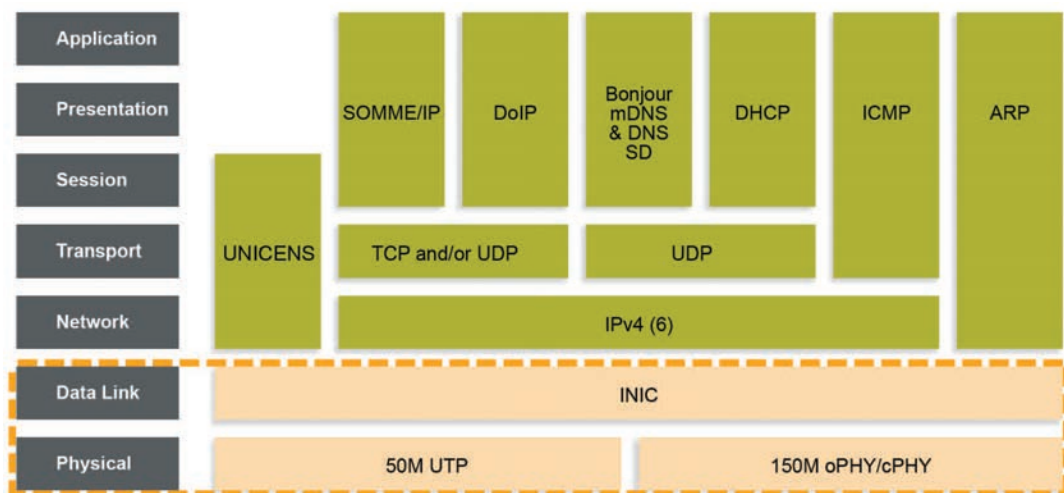 Application
Presentation
Session
Transport
Network
Data Link
Physical
SOMME/IP
DoIP
Bonjour
mDNS
& DNS
SD
DHCP
ICMP
ARP
UNICENS
TCP and/or UDP
UDP
IPv4 (6)
INIC
50M UTP
150M oPHY/cPHY